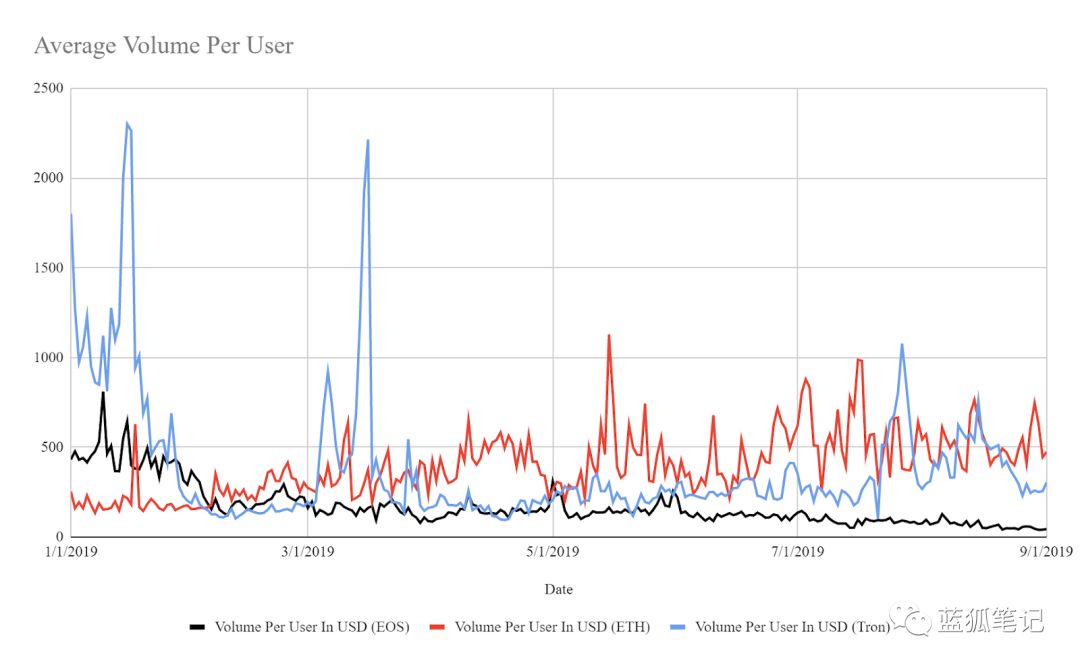 Average Volume Per User
2500
2000
1500
1000
500
0
1/1/2019 3/1/2019 5/1/2019 7/1/2019 9/1/2019
Date
Volume Per User In USD (EOS) Volume Per User In USD (ETH) Volume Per User In USD (Tron)
蓝狐笔记